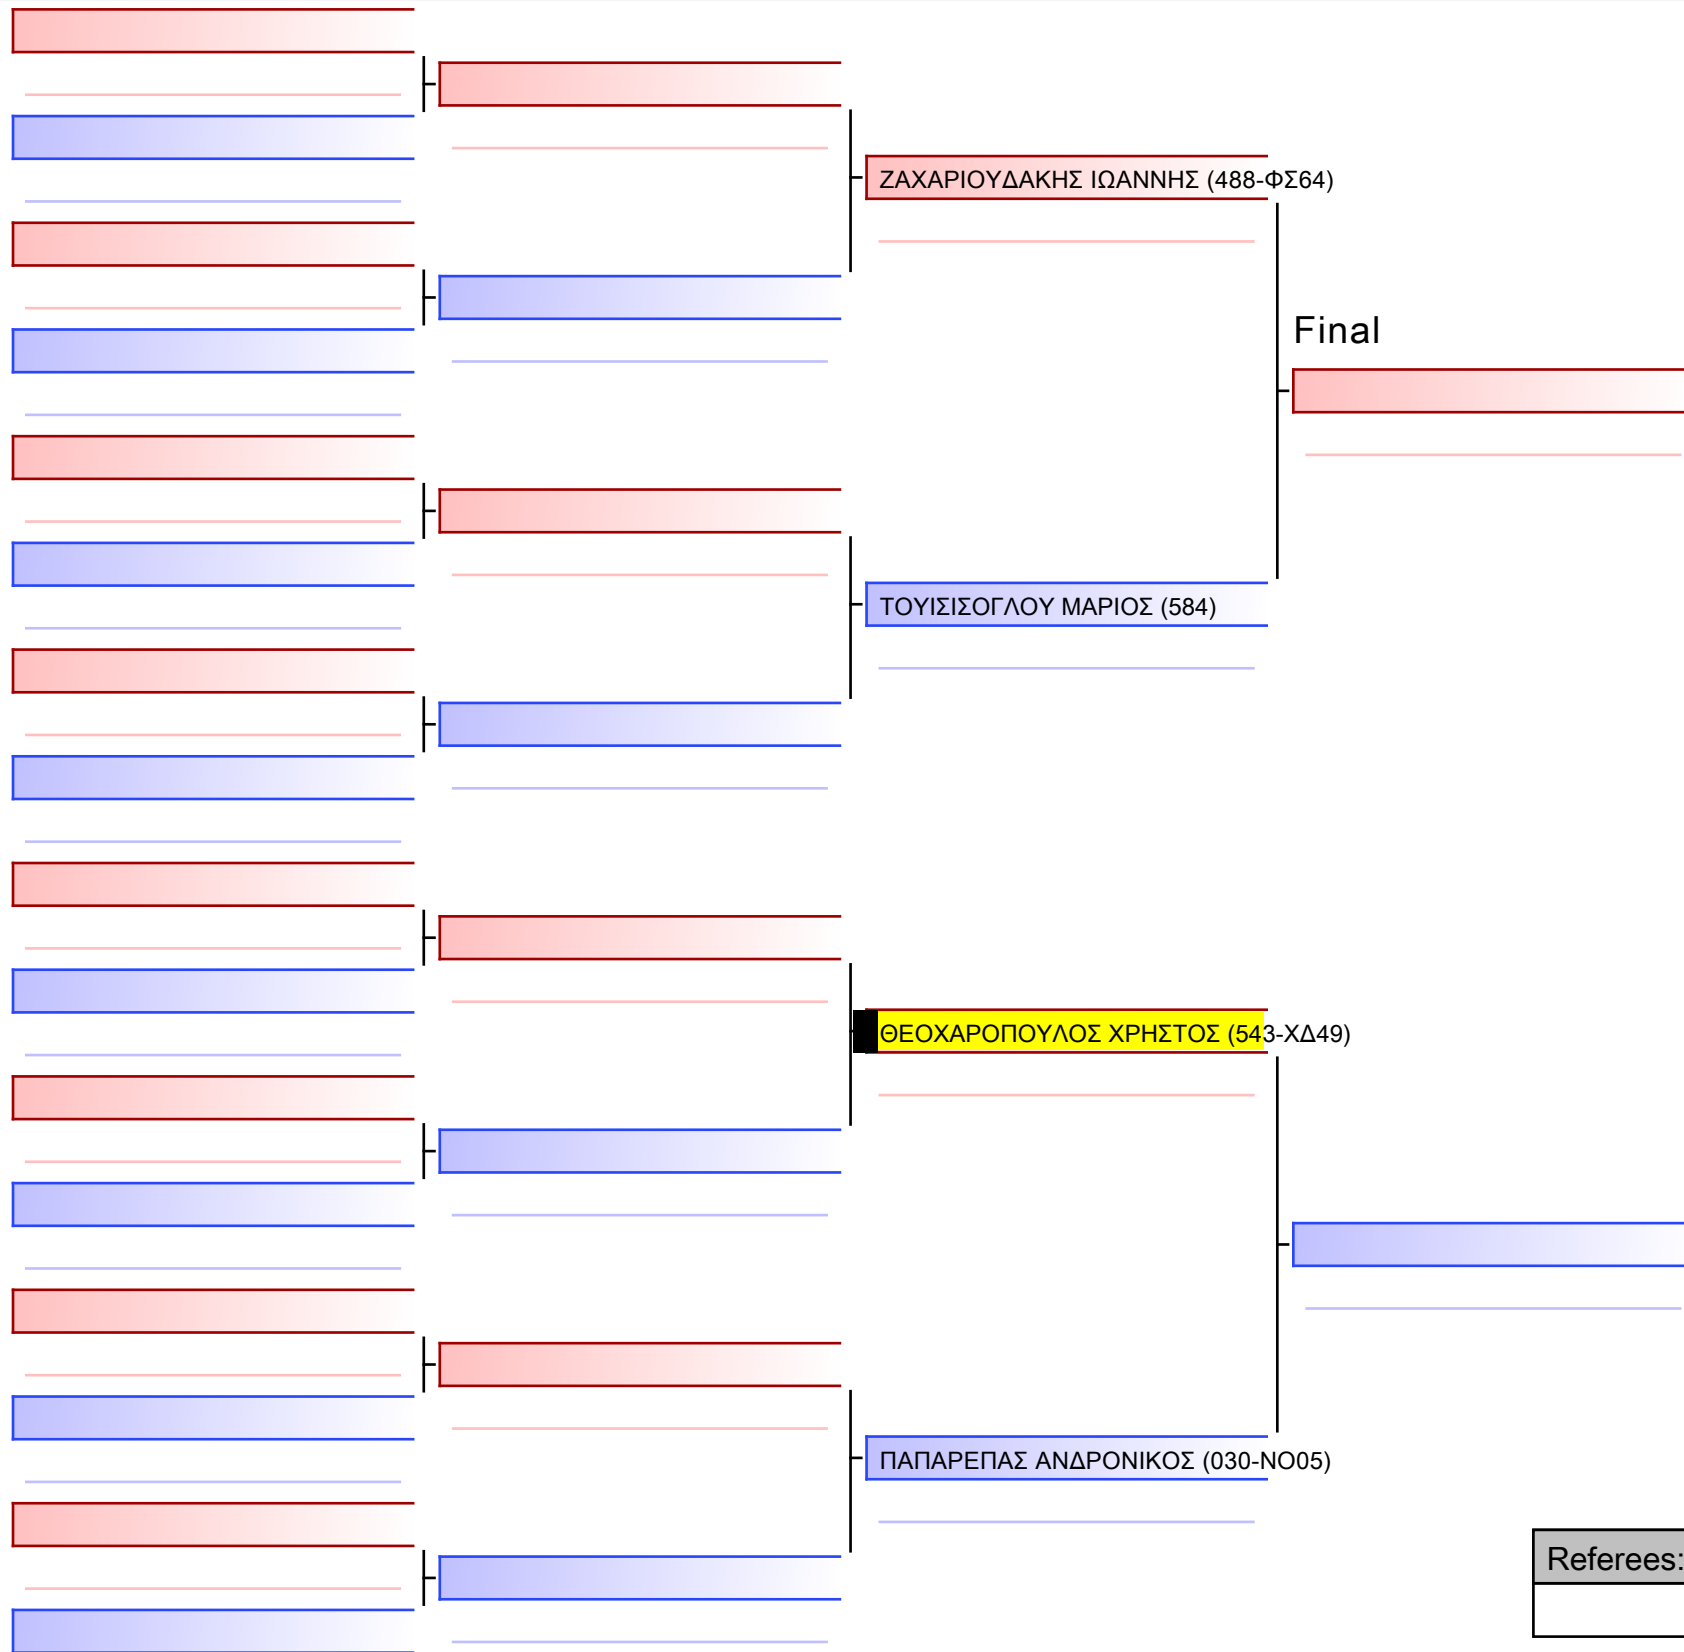 ΖΑΧΑΡΙΟΥΔΑΚΗΣ ΙΩΑΝΝΗΣ (488-ΦΣ64)
Final
ΤΟΥΙΣΙΣΟΓΛΟΥ ΜΑΡΙΟΣ (584)
ΘΕΟΧΑΡΟΠΟΥΛΟΣ ΧΡΗΣΤΟΣ (543-ΧΔ49)
ΠΑΠΑΡΕΠΑΣ ΑΝΔΡΟΝΙΚΟΣ (030-ΝΟ05)
Referees: